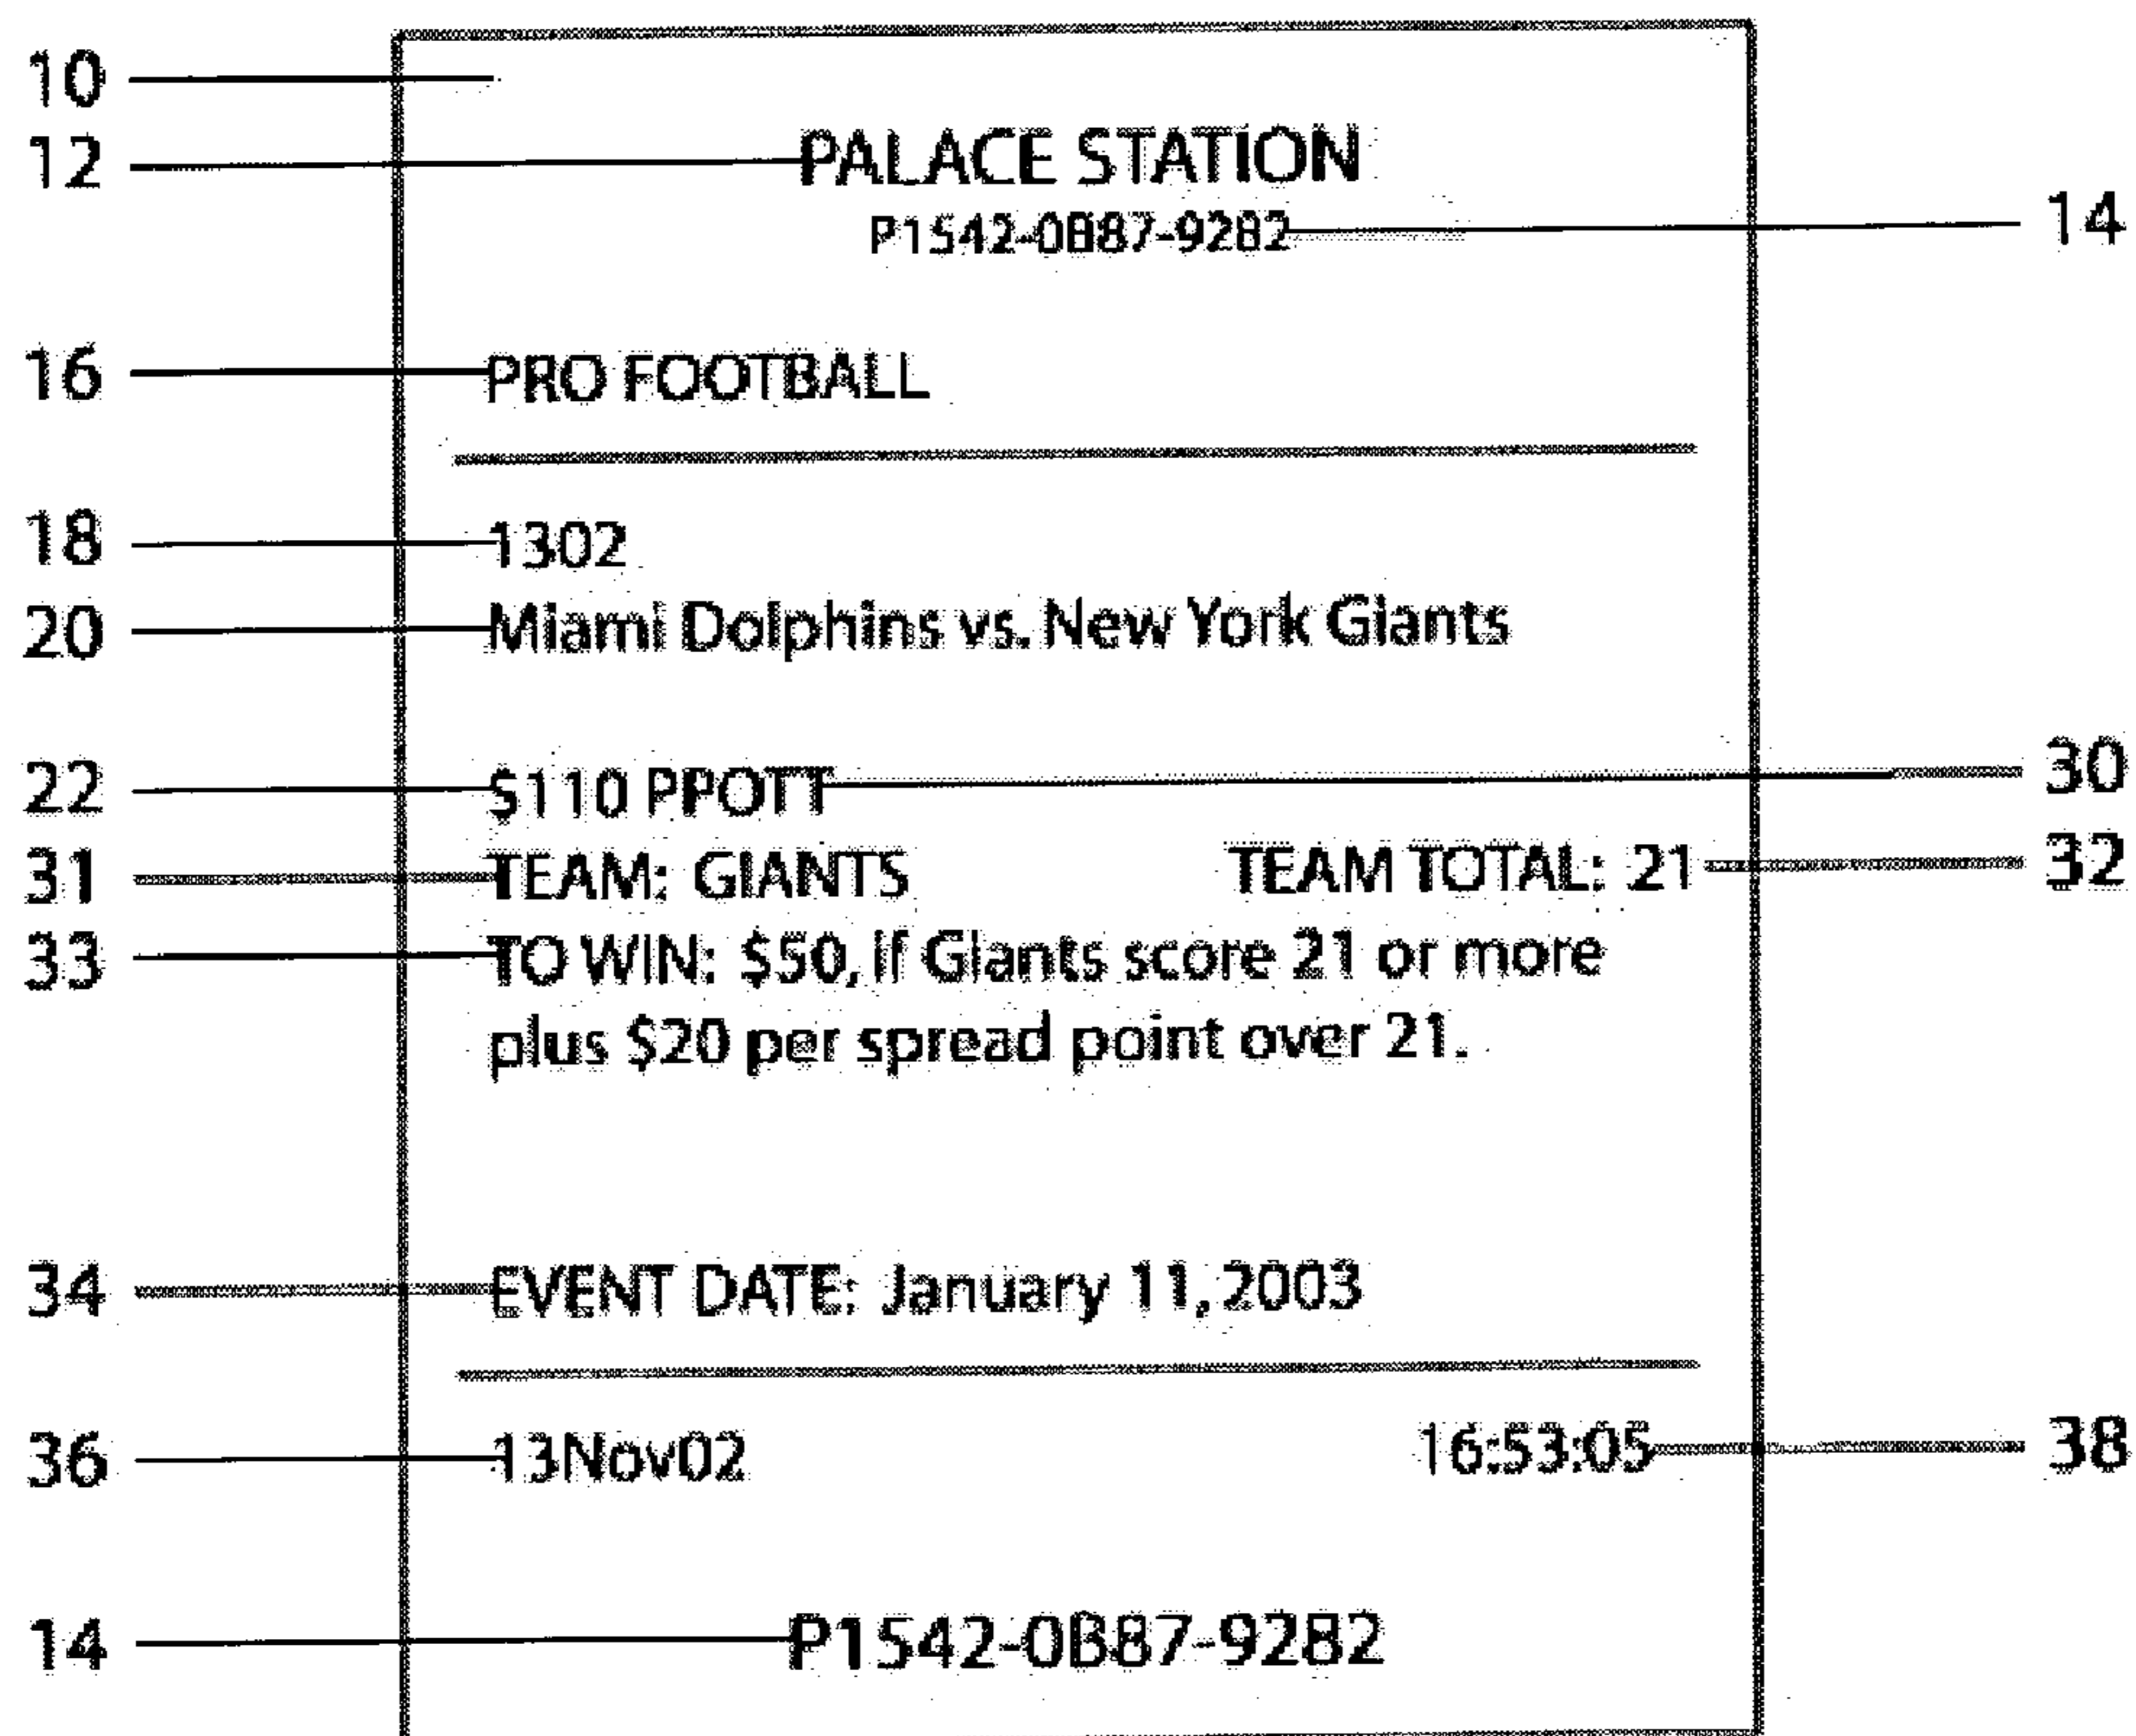 10
12 PALACE STATION
P1542-0B87-9282 14
16 PRO FOOTBALL
18 1302
20 Miami Dolphins vs. New York Giants
22 $110 PPOTT 30
31 TEAM: GIANTS TEAM TOTAL: 21 32
33 TO WIN: $50, if Giants score 21 or more
plus $20 per spread point over 21.
34 EVENT DATE: January 11, 2003
36 13Nov02 16:53:05 38
14 P1542-0B87-9282